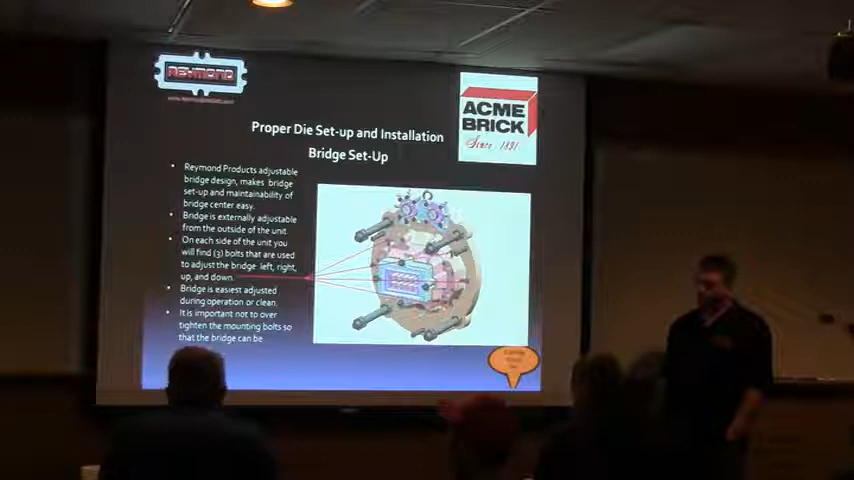 REYMOND
ACME
BRICK
Since 1891
Proper Die Set-up and Installation
Bridge Set-Up
• Reymond Products adjustable
bridge design, makes bridge
set-up and maintainability of
bridge center easy.
• Bridge is externally adjustable
from the outside of the unit.
• On each side of the unit you
will find (3) bolts that are used
to adjust the bridge left, right,
up, and down.
• Bridge is easiest adjusted
during operation or clean.
• It is important not to over
tighten the mounting bolts so
that the bridge can be